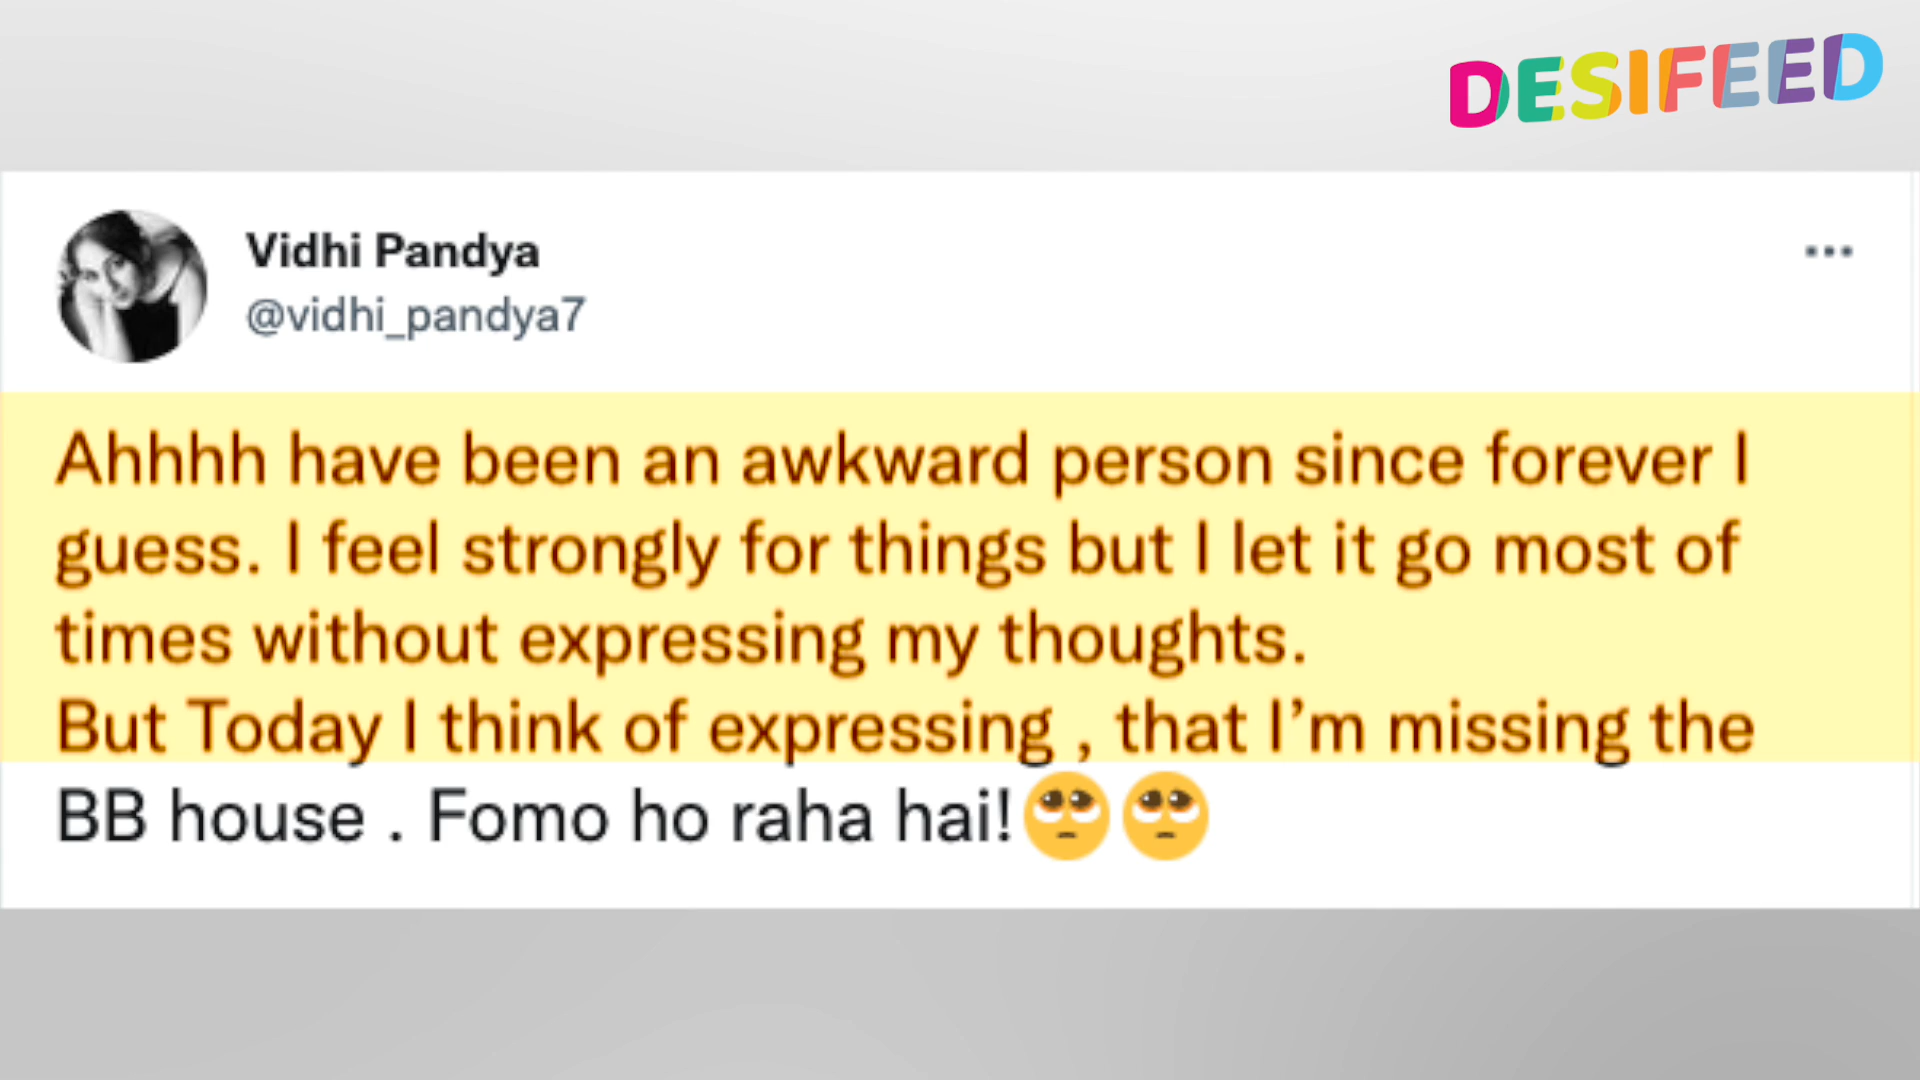 DESIFEED
Vidhi Pandya
@vidhi_pandya7
Ahhhh have been an awkward person since forever I
guess. I feel strongly for things but I let it go most of
times without expressing my thoughts.
But Today I think of expressing , that I’m missing the
BB house . Fomo ho raha hai!🥺🥺